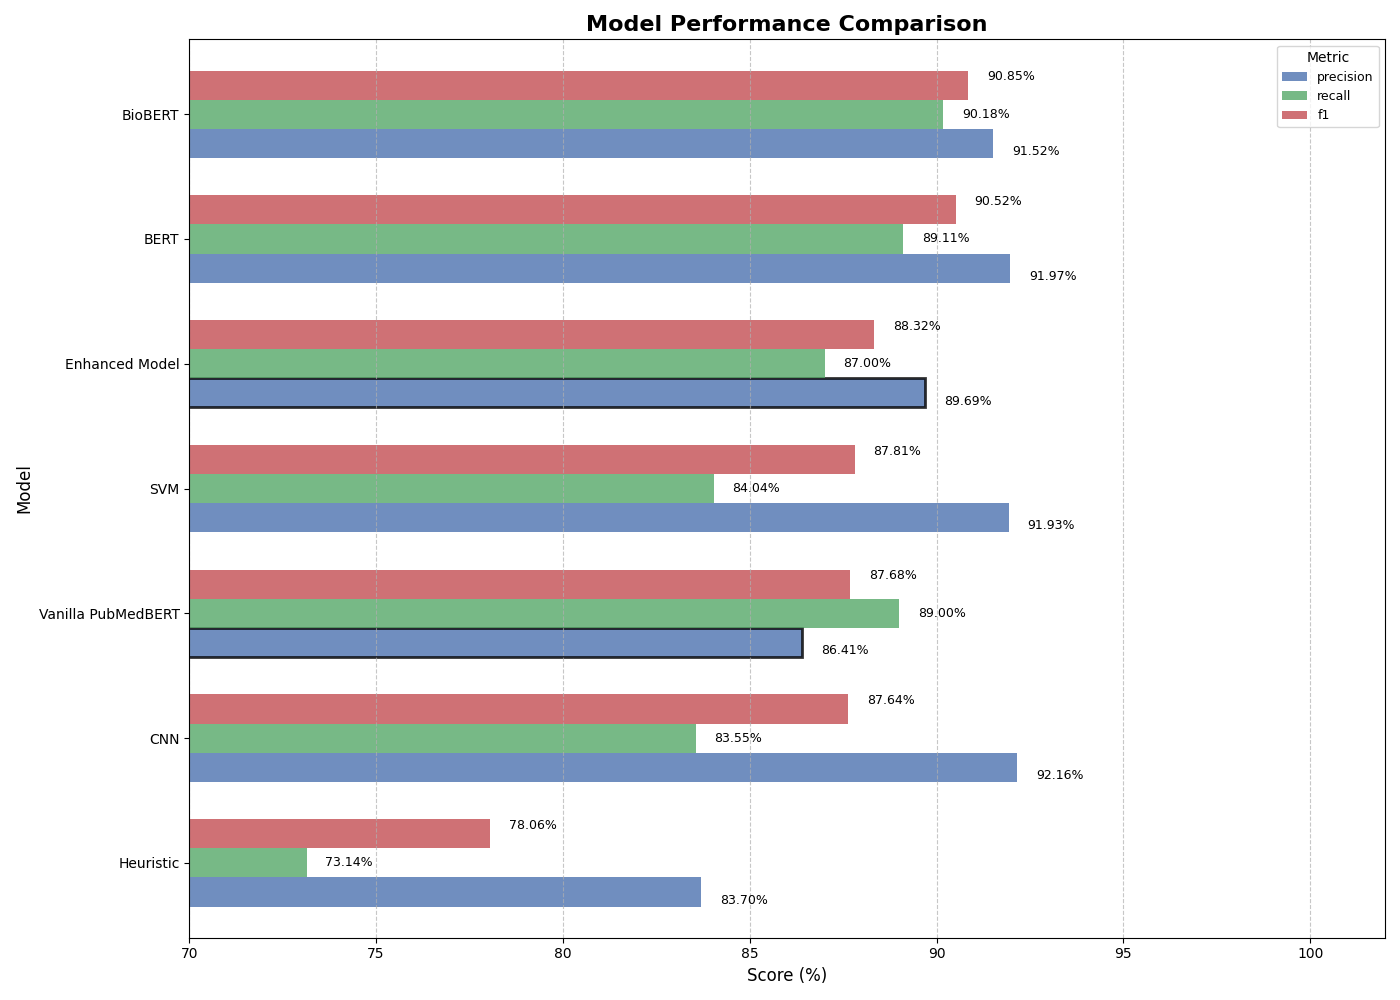 Model Performance Comparison
Metric
precision
recall
f1
BioBERT
90.85%
90.18%
91.52%
BERT
90.52%
89.11%
91.97%
Enhanced Model
88.32%
87.00%
89.69%
SVM
87.81%
84.04%
91.93%
Vanilla PubMedBERT
87.68%
89.00%
86.41%
CNN
87.64%
83.55%
92.16%
Heuristic
78.06%
73.14%
83.70%
Model
70 75 80 85 90 95 100
Score (%)